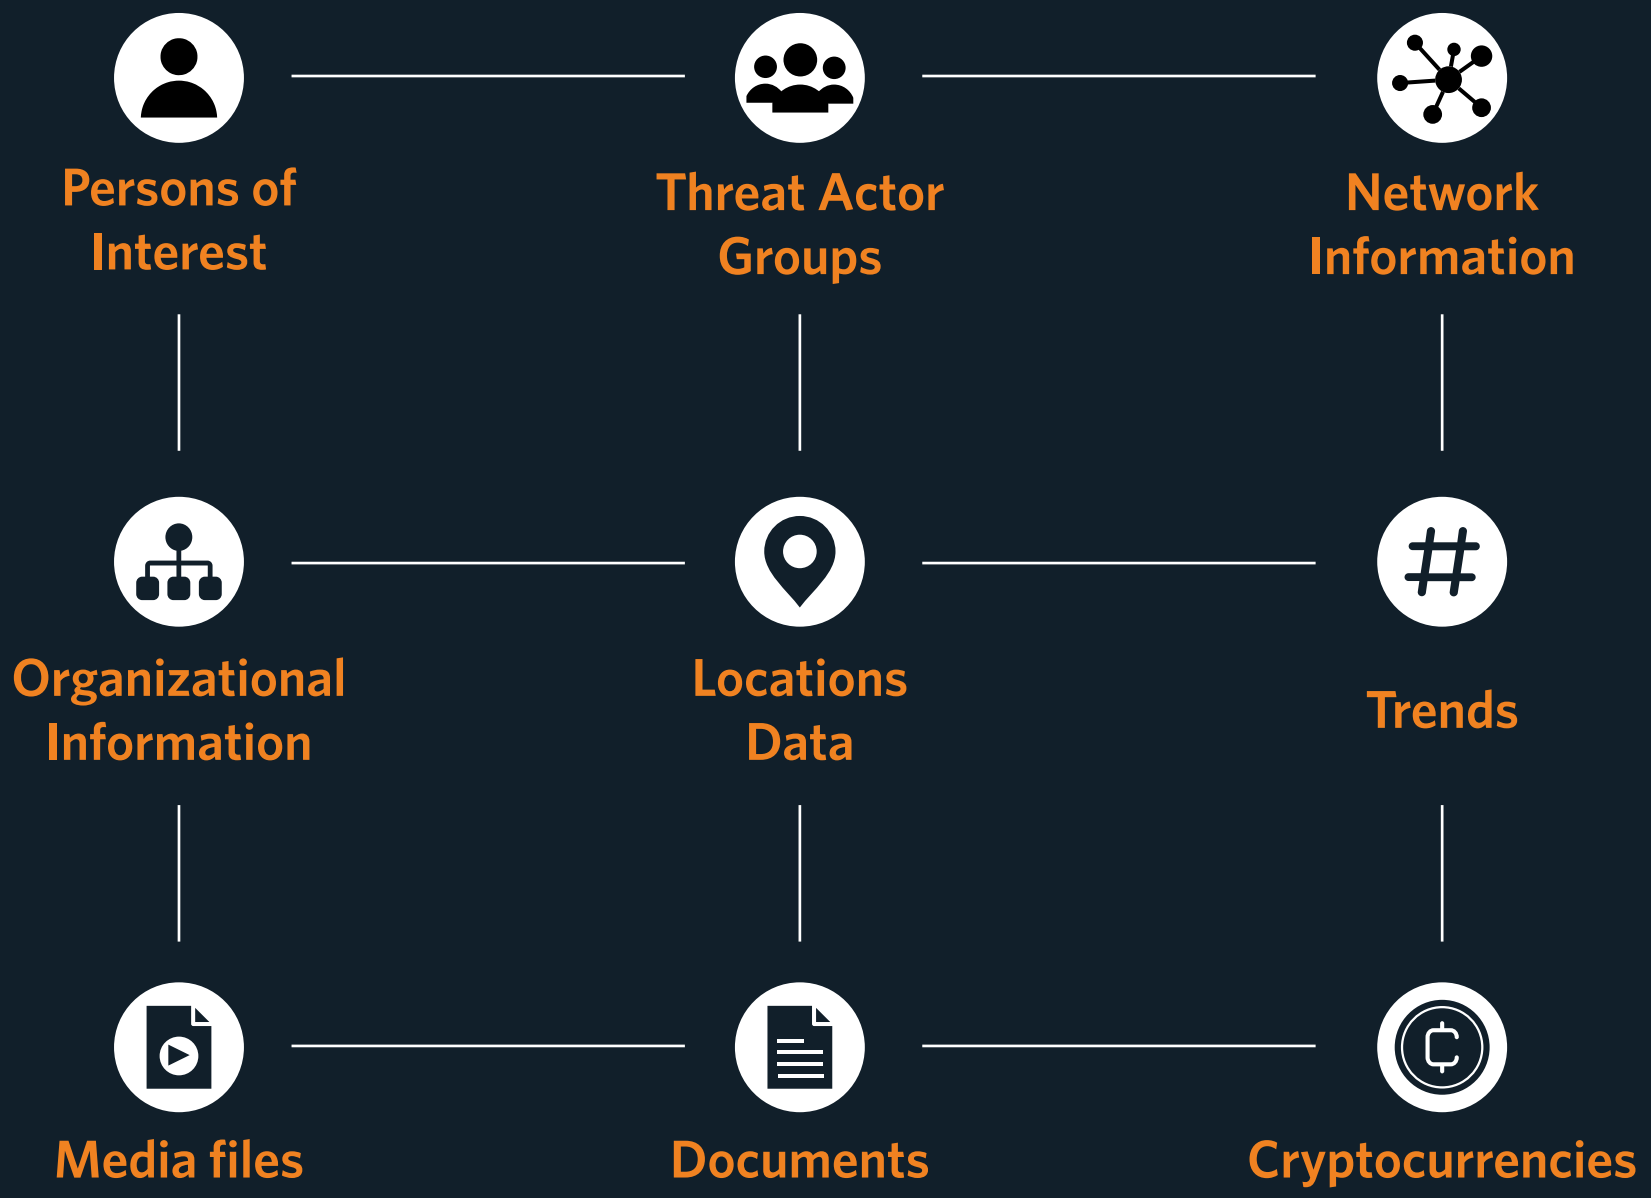 Persons of
Interest
Threat Actor
Groups
Network
Information
Organizational
Information
Locations
Data
Trends
Media files
Documents
Cryptocurrencies